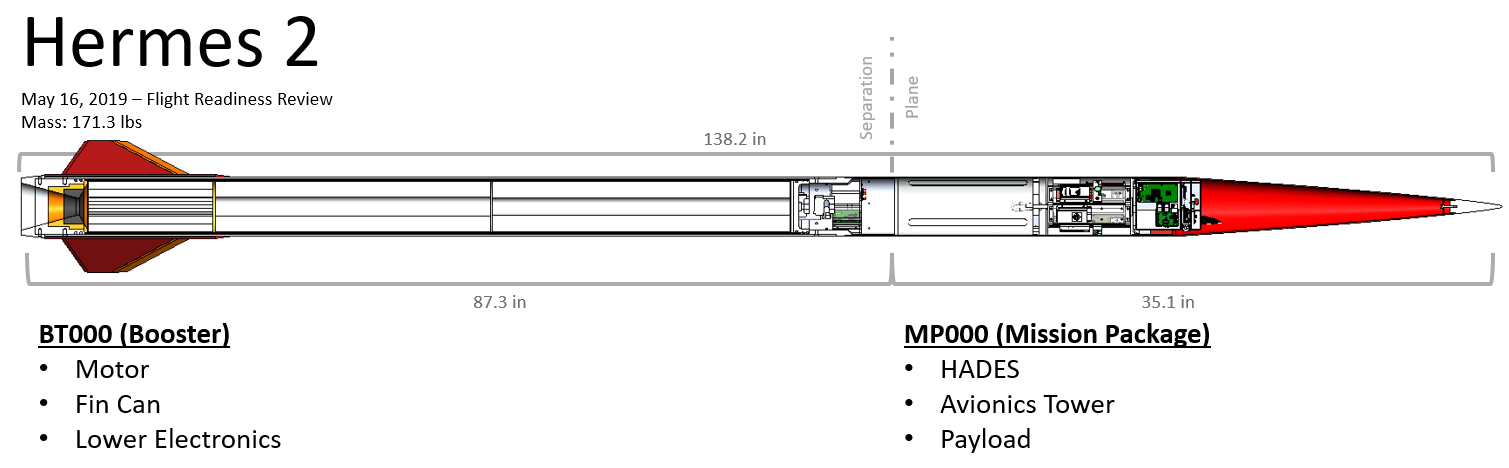 Hermes 2
May 16, 2019 – Flight Readiness Review
Mass: 171.3 lbs
Separation
Plane
138.2 in
87.3 in
35.1 in
BT000 (Booster)
• Motor
• Fin Can
• Lower Electronics
MP000 (Mission Package)
• HADES
• Avionics Tower
• Payload